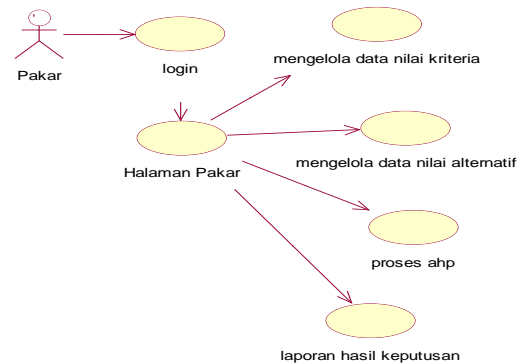 Pakar
login
mengelola data nilai kriteria
Halaman Pakar
mengelola data nilai alternatif
proses ahp
laporan hasil keputusan